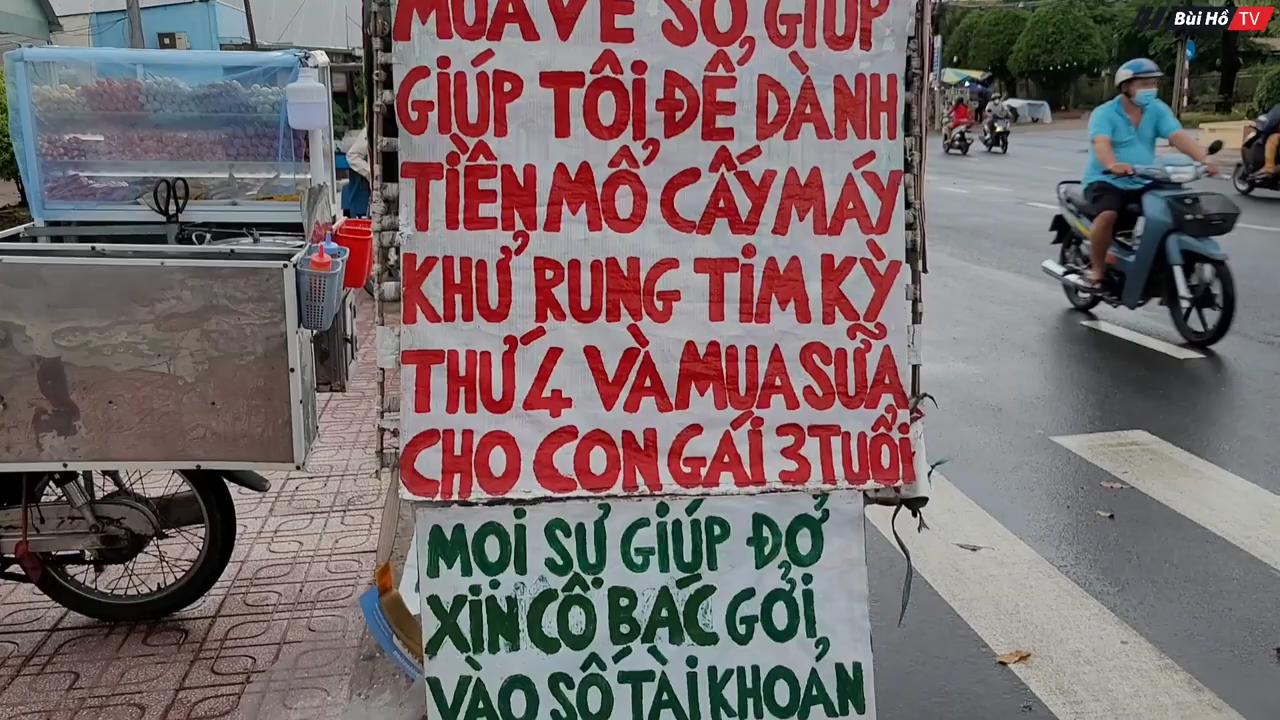 Bùi Hồ TV
MUA VÉ SỐ, GIÚP
GIÚP TÔI, ĐỂ DÀNH
TIỀN MỔ, CẤY MÁY
KHỬ RUNG TIM KỲ
THỨ 4 VÀ MUA SỮA
CHO CON GÁI 3 TUỔI
MỌI SỰ GIÚP ĐỞ
XIN CÔ BÁC GỞI,
VÀO SỐ TÀI KHOẢN